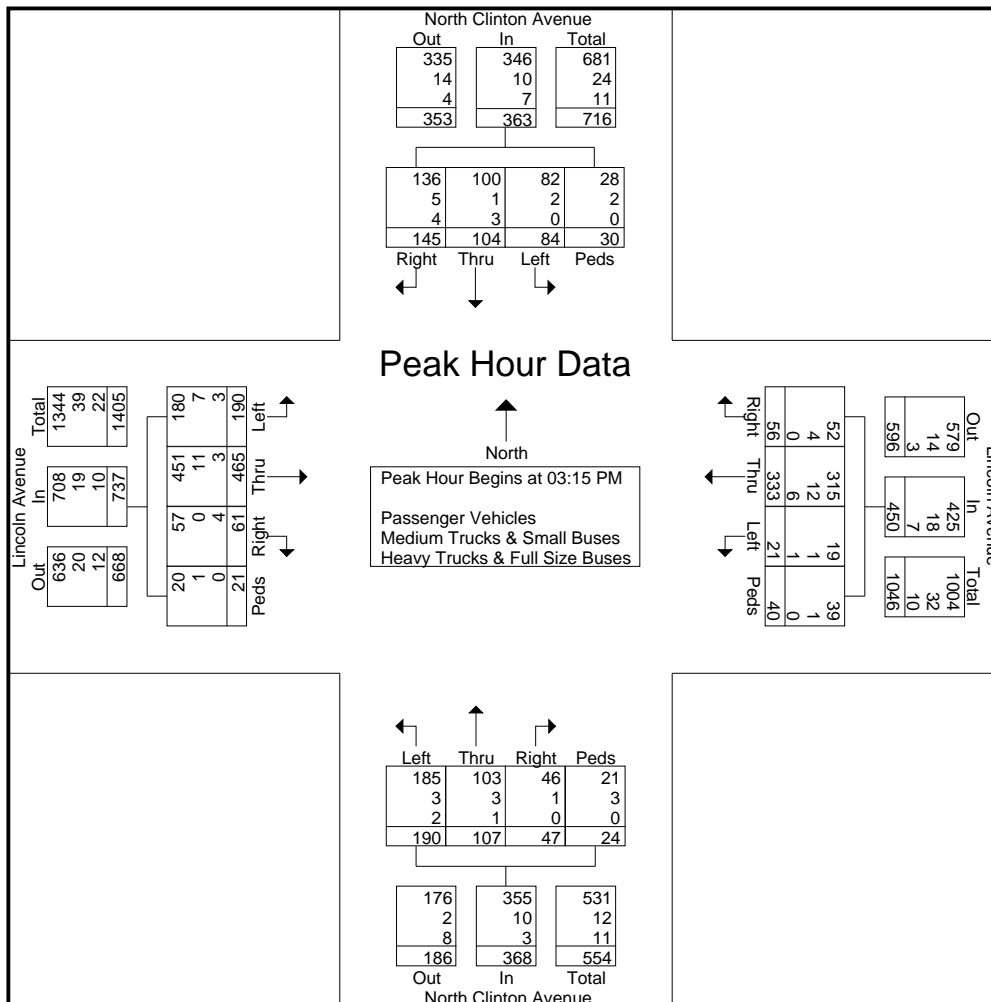 North Clinton Avenue
Out In Total
335 346 681
14 10 24
4 7 11
353 363 716
136 100 82 28
5 1 2 2
4 3 0 0
145 104 84 30
Right Thru Left Peds
Peak Hour Data
Lincoln Avenue
Total In Out
1344 708 636
39 19 20
22 10 12
1405 737 668
180 451 57 20
7 11 0 1
3 3 4 0
190 465 61 21
Left Thru Right Peds
North
Peak Hour Begins at 03:15 PM
Passenger Vehicles
Medium Trucks & Small Buses
Heavy Trucks & Full Size Buses
Right Thru Left Peds
52 315 19 39
4 12 1 1
0 6 1 0
56 333 21 40
Out In Total
579 425 1004
14 18 32
3 7 10
596 450 1046
Lincoln Avenue
Left Thru Right Peds
185 103 46 21
3 3 1 3
2 1 0 0
190 107 47 24
176 355 531
2 10 12
8 3 11
186 368 554
Out In Total
North Clinton Avenue